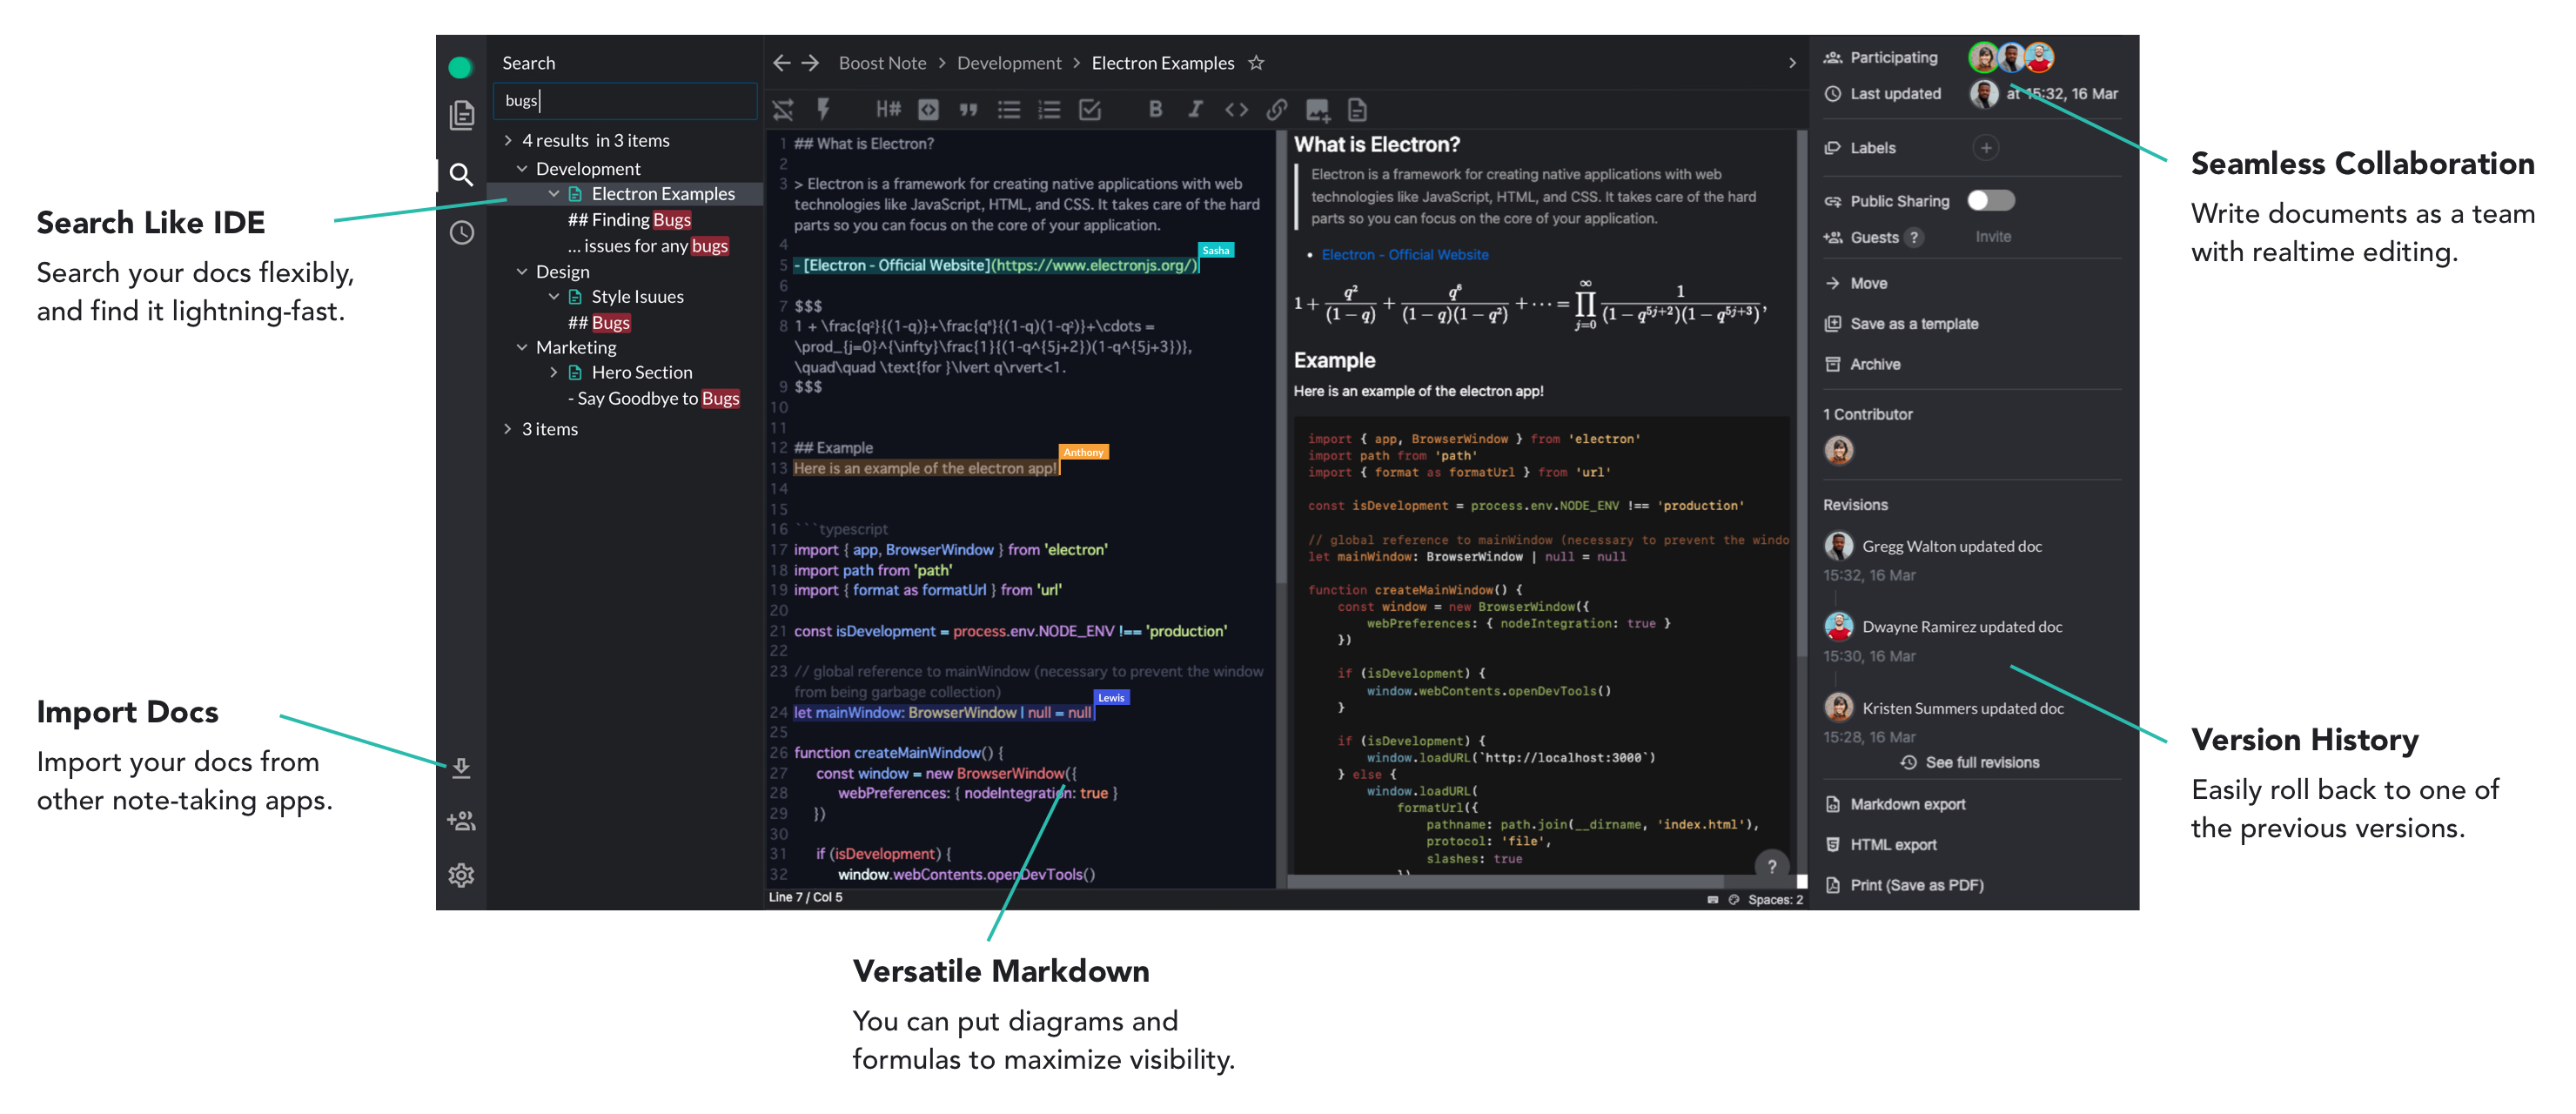 Search Like IDE
Search your docs flexibly,
and find it lightning-fast.
Import Docs
Import your docs from
other note-taking apps.
Search
bugs
4 results in 3 items
Development
Electron Examples
## Finding Bugs
... issues for any bugs
Design
Style Isuues
## Bugs
Marketing
Hero Section
- Say Goodbye to Bugs
3 items
Boost Note > Development > Electron Examples
H#
B I
1 ## What is Electron?
2
3 > Electron is a framework for creating native applications with web
technologies like JavaScript, HTML, and CSS. It takes care of the hard
parts so you can focus on the core of your application.
4
Sasha
5 - [Electron - Official Website](https://www.electronjs.org/)
6
7 $$$
8 1 + \frac{q²}{(1-q)}+\frac{q⁶}{(1-q)(1-q²)}+\cdots =
\prod_{j=0}^{\infty}\frac{1}{(1-q^{5j+2})(1-q^{5j+3})},
\quad\quad \text{for }\lvert q\rvert<1.
9 $$$
10
11
12 ## Example
Anthony
13 Here is an example of the electron app!
14
15
16 ```typescript
17 import { app, BrowserWindow } from 'electron'
18 import path from 'path'
19 import { format as formatUrl } from 'url'
20
21 const isDevelopment = process.env.NODE_ENV !== 'production'
22
23 // global reference to mainWindow (necessary to prevent the window
from being garbage collection)
Lewis
24 let mainWindow: BrowserWindow | null = null
25
26 function createMainWindow() {
27 const window = new BrowserWindow({
28 webPreferences: { nodeIntegration: true }
29 })
30
31 if (isDevelopment) {
32 window.webContents.openDevTools()
Line 7 / Col 5
What is Electron?
Electron is a framework for creating native applications with web
technologies like JavaScript, HTML, and CSS. It takes care of the hard
parts so you can focus on the core of your application.
• Electron - Official Website
1 + q²/(1 − q) + q⁶/(1 − q)(1 − q²) + ⋯ = ∏ j=0 ∞ 1/(1 − q^5j+2)(1 − q^5j+3),
Example
Here is an example of the electron app!
import { app, BrowserWindow } from 'electron'
import path from 'path'
import { format as formatUrl } from 'url'
const isDevelopment = process.env.NODE_ENV !== 'production'
// global reference to mainWindow (necessary to prevent the windo
let mainWindow: BrowserWindow | null = null
function createMainWindow() {
const window = new BrowserWindow({
webPreferences: { nodeIntegration: true }
})
if (isDevelopment) {
window.webContents.openDevTools()
}
if (isDevelopment) {
window.loadURL(`http://localhost:3000`)
} else {
window.loadURL(
formatUrl({
pathname: path.join(__dirname, 'index.html'),
protocol: 'file',
slashes: true
})
?
Spaces: 2
Participating
Last updated at 15:32, 16 Mar
Labels
Public Sharing
Guests ? Invite
Move
Save as a template
Archive
1 Contributor
Revisions
Gregg Walton updated doc
15:32, 16 Mar
Dwayne Ramirez updated doc
15:30, 16 Mar
Kristen Summers updated doc
15:28, 16 Mar
See full revisions
Markdown export
HTML export
Print (Save as PDF)
Seamless Collaboration
Write documents as a team
with realtime editing.
Version History
Easily roll back to one of
the previous versions.
Versatile Markdown
You can put diagrams and
formulas to maximize visibility.